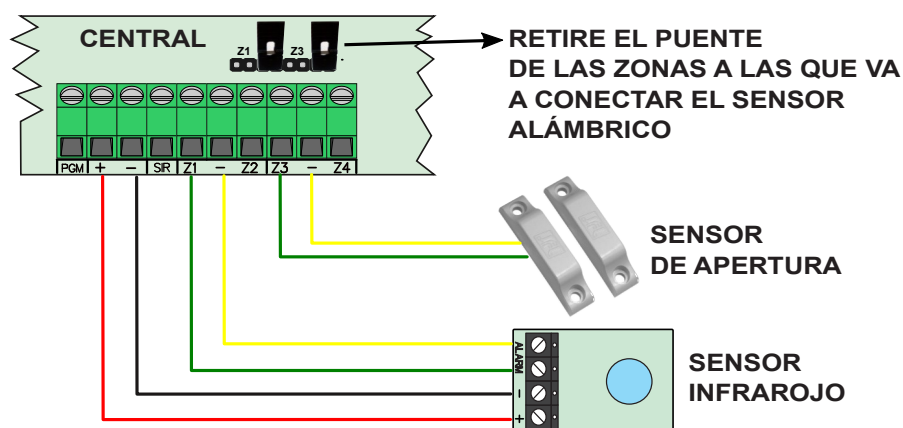 CENTRAL
Z1 Z3
RETIRE EL PUENTE
DE LAS ZONAS A LAS QUE VA
A CONECTAR EL SENSOR
ALÁMBRICO
PGM + − SIR Z1 − Z2 Z3 − Z4
SENSOR
DE APERTURA
ALARM
-
+
SENSOR
INFRAROJO